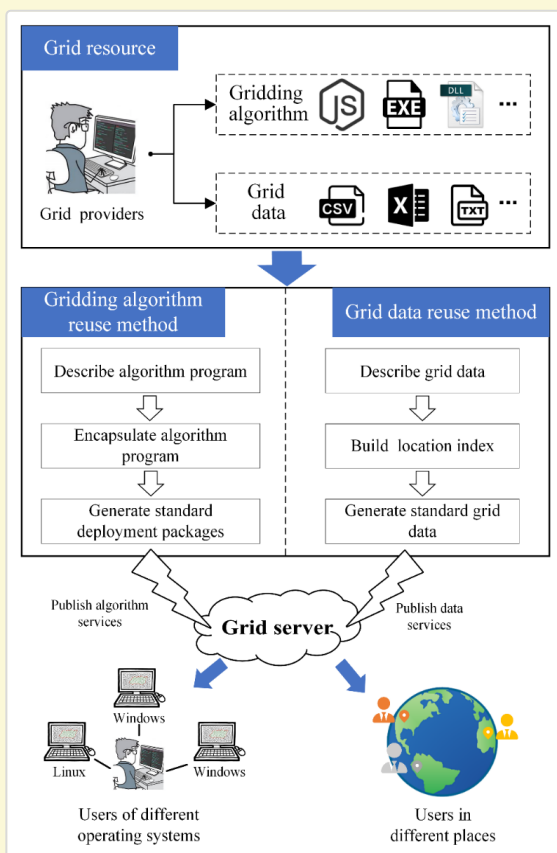 Grid resource
Gridding
algorithm
JS
EXE
DLL
...
Grid providers
Grid
data
CSV
X
TXT
...
Gridding algorithm
reuse method
Grid data reuse method
Describe algorithm program
Describe grid data
Encapsulate algorithm
program
Build location index
Generate standard
deployment packages
Generate standard grid
data
Publish algorithm
services
Grid server
Publish data
services
Windows
Linux
Windows
Users of different
operating systems
Users in
different places